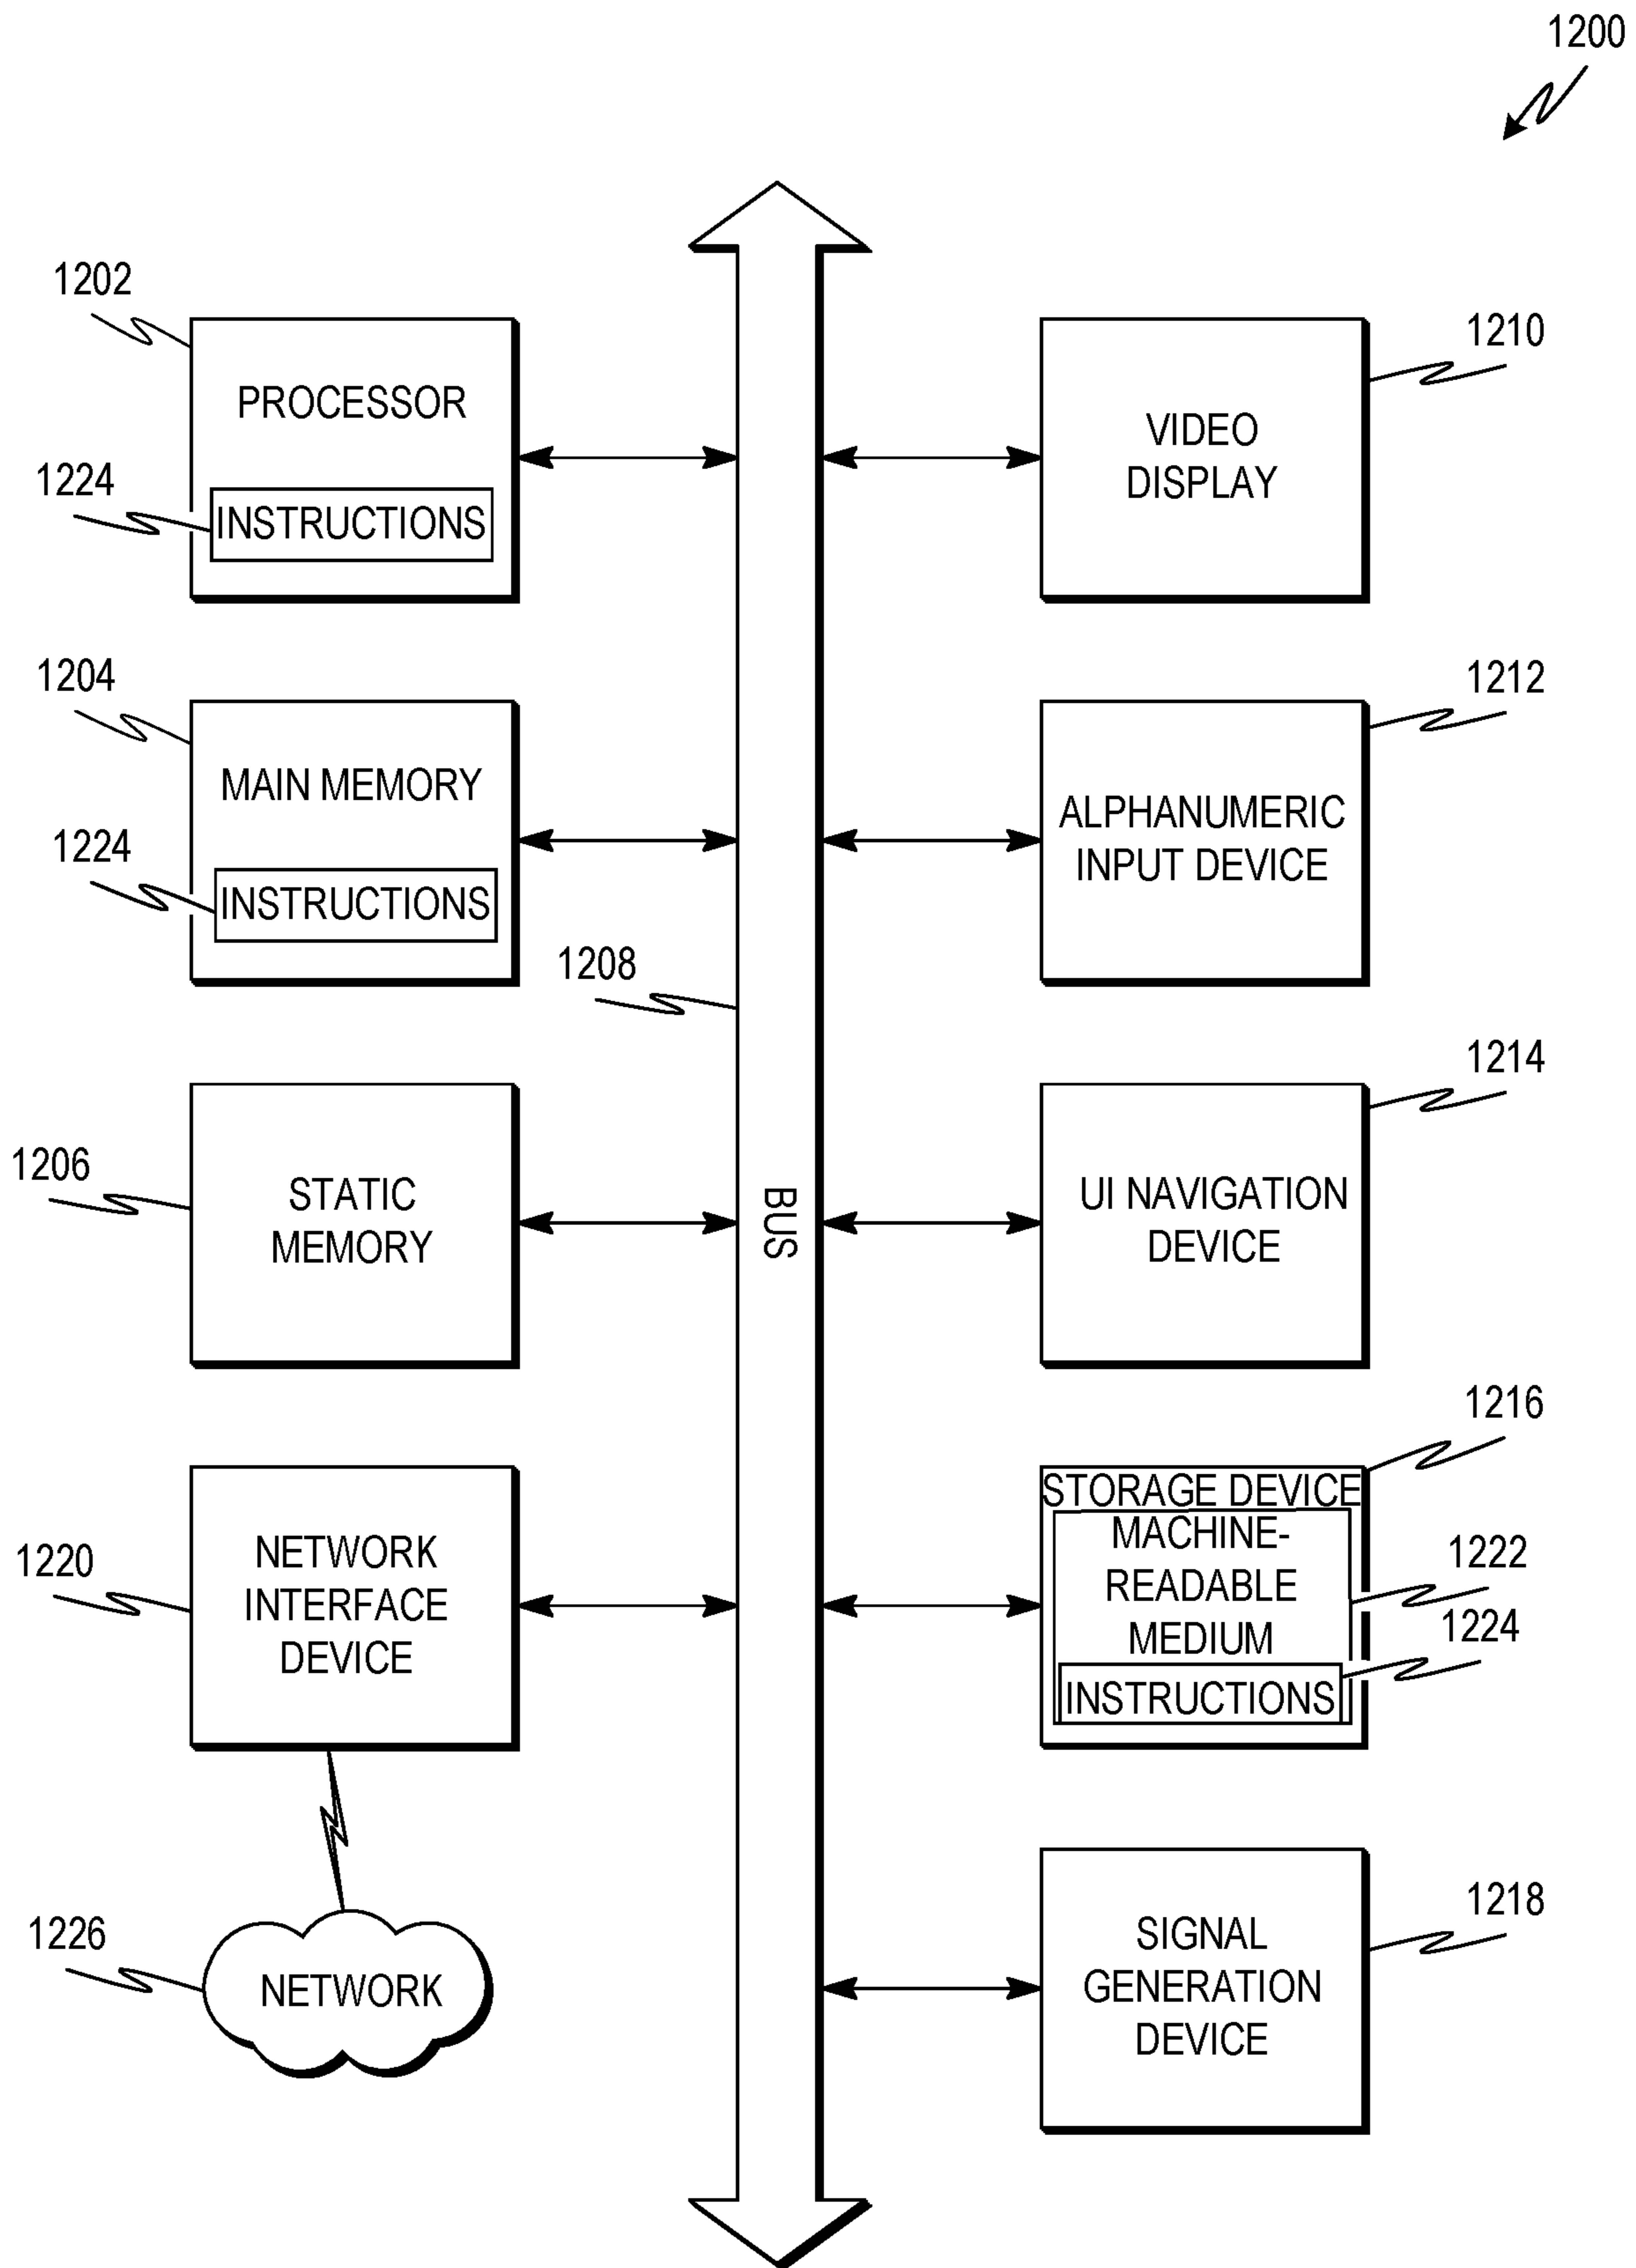 1200
1202
PROCESSOR
1224
INSTRUCTIONS
1204
MAIN MEMORY
1224
INSTRUCTIONS
1208
1206
STATIC
MEMORY
1220
NETWORK
INTERFACE
DEVICE
1226
NETWORK
BUS
1210
VIDEO
DISPLAY
1212
ALPHANUMERIC
INPUT DEVICE
1214
UI NAVIGATION
DEVICE
1216
STORAGE DEVICE
MACHINE-
READABLE
MEDIUM
1222
1224
INSTRUCTIONS
1218
SIGNAL
GENERATION
DEVICE